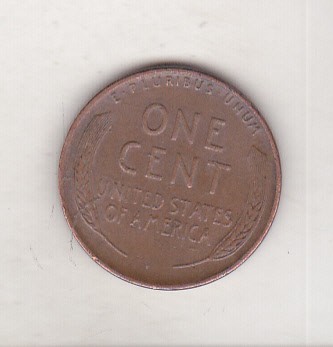 E·PLURIBUS·UNUM
ONE
CENT
UNITED STATES
OF AMERICA